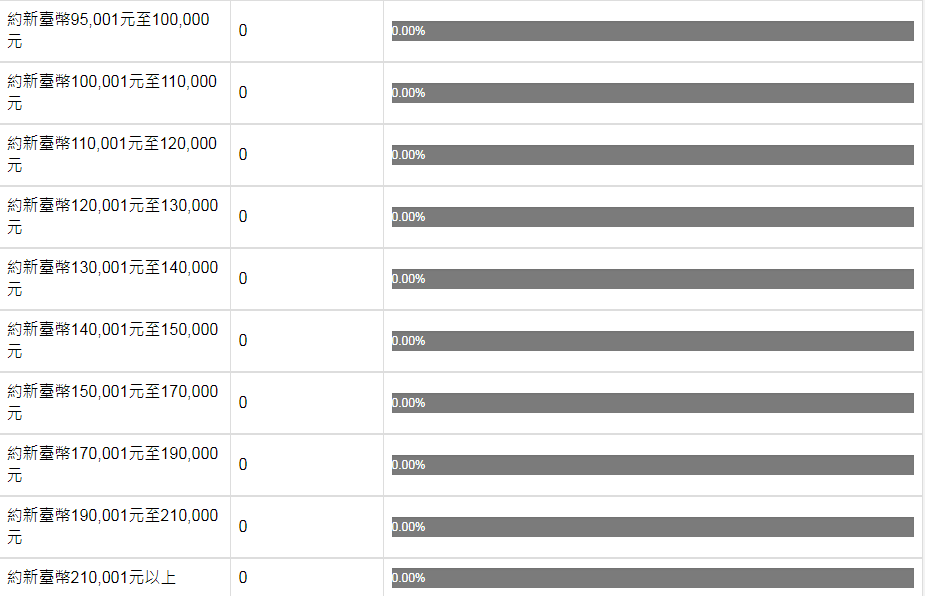 約新臺幣95,001元至100,000
元
0
0.00%
約新臺幣100,001元至110,000
元
0
0.00%
約新臺幣110,001元至120,000
元
0
0.00%
約新臺幣120,001元至130,000
元
0
0.00%
約新臺幣130,001元至140,000
元
0
0.00%
約新臺幣140,001元至150,000
元
0
0.00%
約新臺幣150,001元至170,000
元
0
0.00%
約新臺幣170,001元至190,000
元
0
0.00%
約新臺幣190,001元至210,000
元
0
0.00%
約新臺幣210,001元以上
0
0.00%